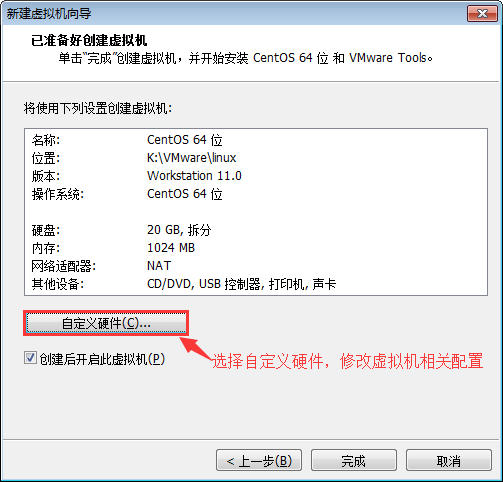 新建虚拟机向导
已准备好创建虚拟机
单击“完成”创建虚拟机，并开始安装 CentOS 64 位 和 VMware Tools。
将使用下列设置创建虚拟机:
名称: CentOS 64 位
位置: K:\VMware\linux
版本: Workstation 11.0
操作系统: CentOS 64 位
硬盘: 20 GB, 拆分
内存: 1024 MB
网络适配器: NAT
其他设备: CD/DVD, USB 控制器, 打印机, 声卡
自定义硬件(C)...
选择自定义硬件，修改虚拟机相关配置
创建后开启此虚拟机(P)
< 上一步(B) 完成 取消